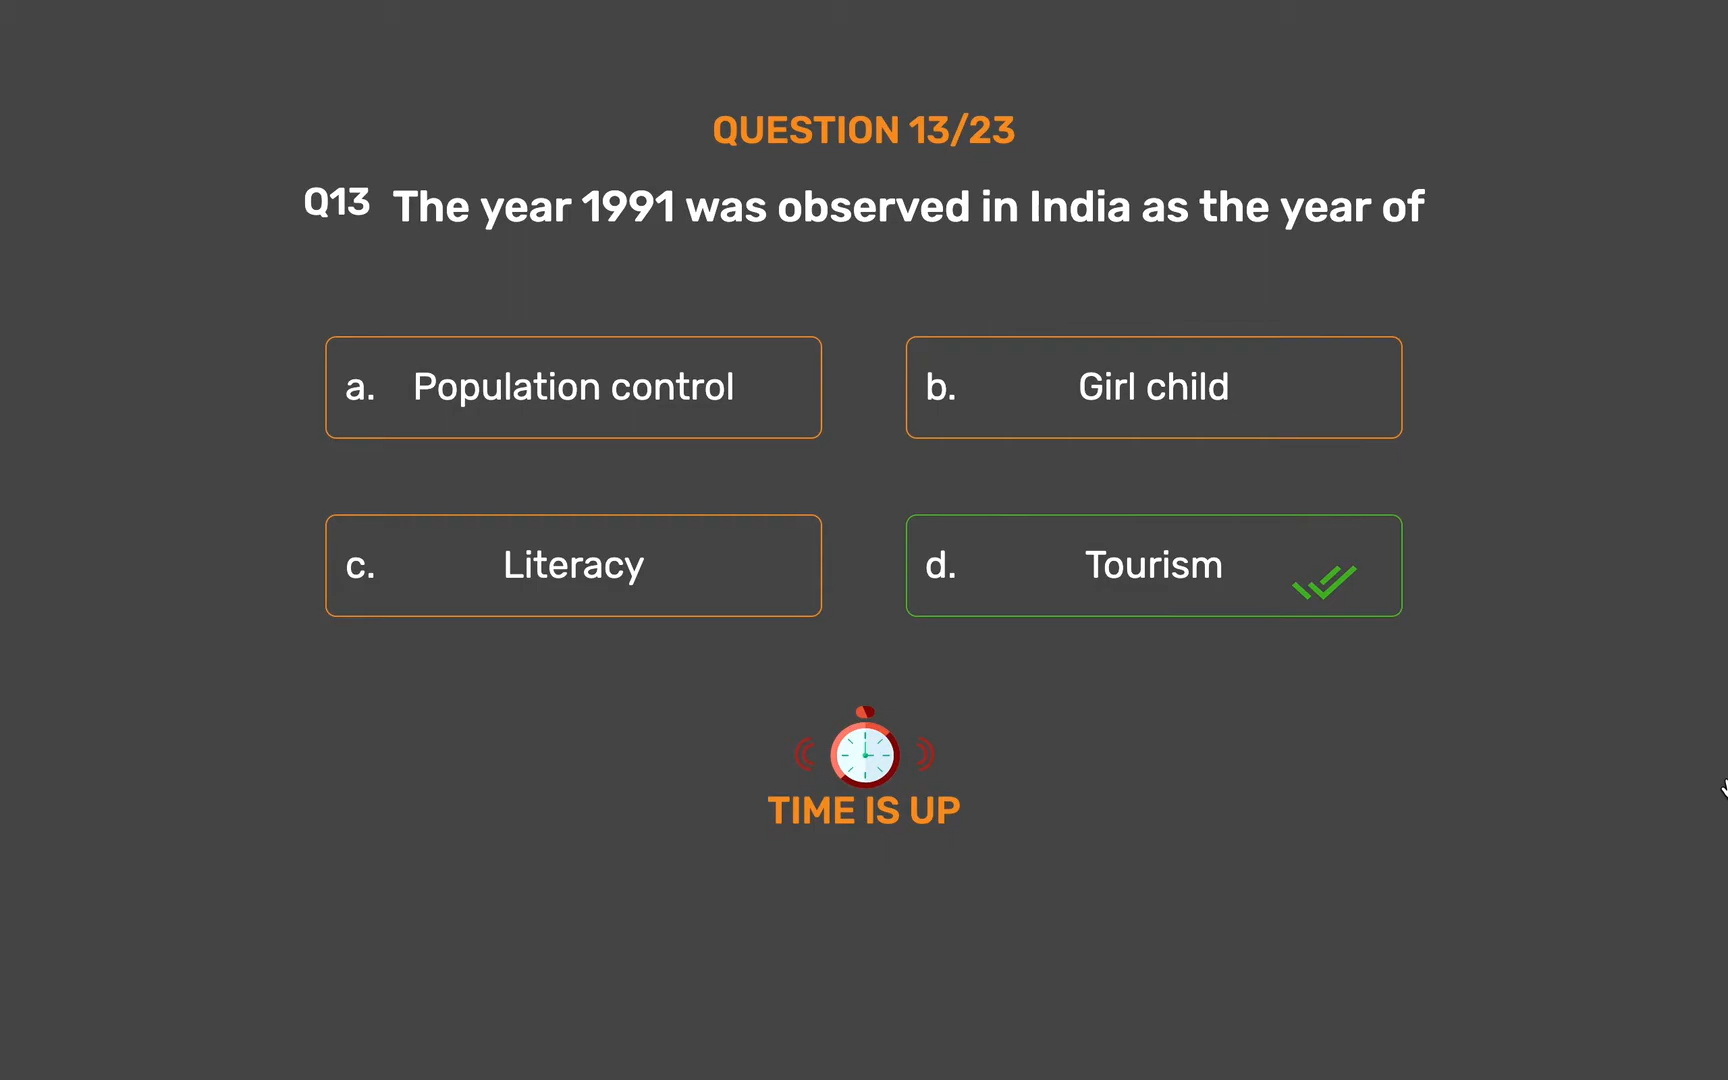 QUESTION 13/23
Q13 The year 1991 was observed in India as the year of
a. Population control
b. Girl child
c. Literacy
d. Tourism
TIME IS UP